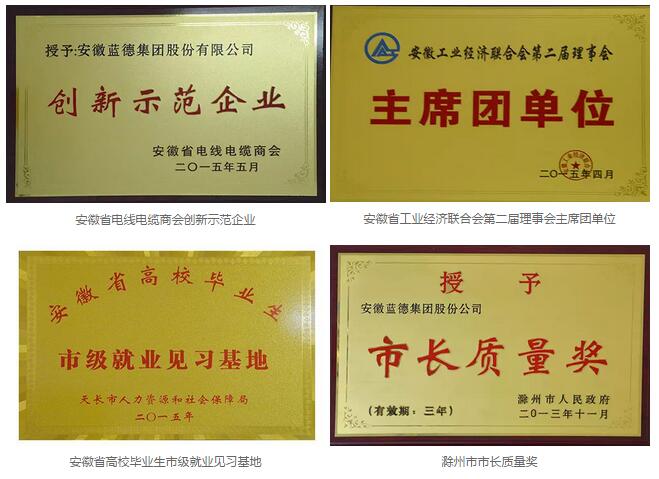 授予:安徽蓝德集团股份有限公司
创新示范企业
安徽省电线电缆商会
二〇一五年五月
安徽省电线电缆商会创新示范企业
安徽工业经济联合会第二届理事会
主席团单位
二〇一五年四月
安徽省工业经济联合会第二届理事会主席团单位
安徽省高校毕业生
市级就业见习基地
天长市人力资源和社会保障局
二〇一五年
安徽省高校毕业生市级就业见习基地
授 予
安徽蓝德集团股份公司
市长质量奖
(有效期：三年)
滁州市人民政府
二〇一三年十一月
滁州市市长质量奖